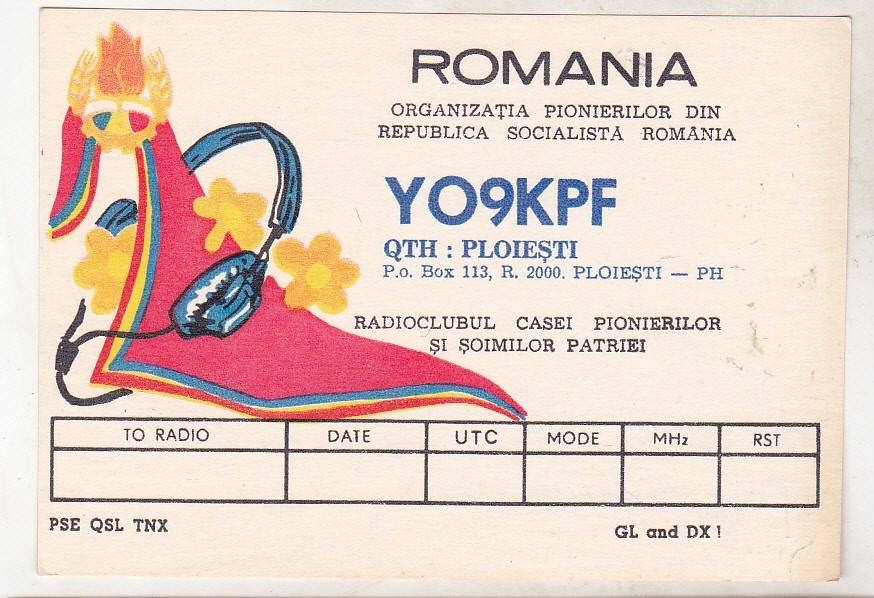 ROMANIA
ORGANIZAȚIA PIONIERILOR DIN
REPUBLICA SOCIALISTĂ ROMÂNIA
YO9KPF
QTH : PLOIEȘTI
P.o. Box 113, R. 2000. PLOIEȘTI — PH
RADIOCLUBUL CASEI PIONIERILOR
ȘI ȘOIMILOR PATRIEI
TO RADIO DATE UTC MODE MHz RST
PSE QSL TNX GL and DX !